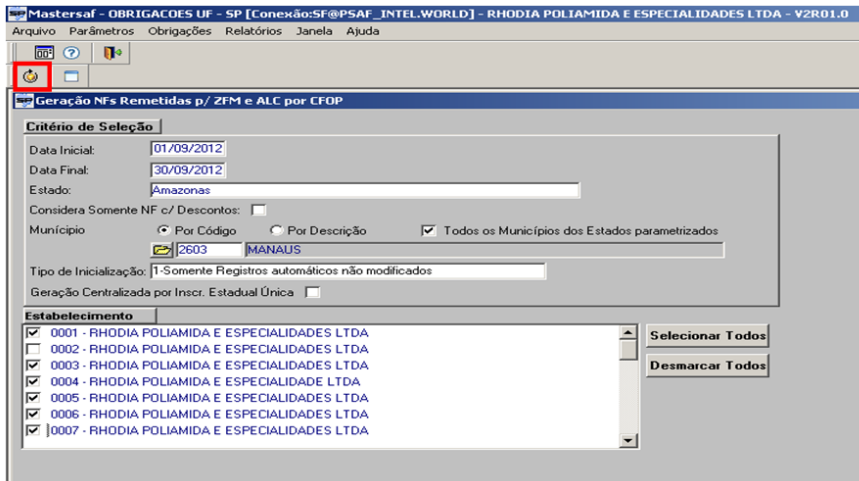 Mastersaf - OBRIGACOES UF - SP [Conexão:SF@PSAF_INTEL.WORLD] - RHODIA POLIAMIDA E ESPECIALIDADES LTDA - V2R01.0
Arquivo Parâmetros Obrigações Relatórios Janela Ajuda
SP Geração NFs Remetidas p/ ZFM e ALC por CFOP
Critério de Seleção
Data Inicial: 01/09/2012
Data Final: 30/09/2012
Estado: Amazonas
Considera Somente NF c/ Descontos:
Munícipio Por Código Por Descrição Todos os Municípios dos Estados parametrizados
2603 MANAUS
Tipo de Inicialização: 1-Somente Registros automáticos não modificados
Geração Centralizada por Inscr. Estadual Única
Estabelecimento
0001 - RHODIA POLIAMIDA E ESPECIALIDADES LTDA Selecionar Todos
0002 - RHODIA POLIAMIDA E ESPECIALIDADES LTDA
0003 - RHODIA POLIAMIDA E ESPECIALIDADES LTDA Desmarcar Todos
0004 - RHODIA POLIAMIDA E ESPECIALIDADE LTDA
0005 - RHODIA POLIAMIDA E ESPECIALIDADES LTDA
0006 - RHODIA POLIAMIDA E ESPECIALIDADES LTDA
0007 - RHODIA POLIAMIDA E ESPECIALIDADES LTDA